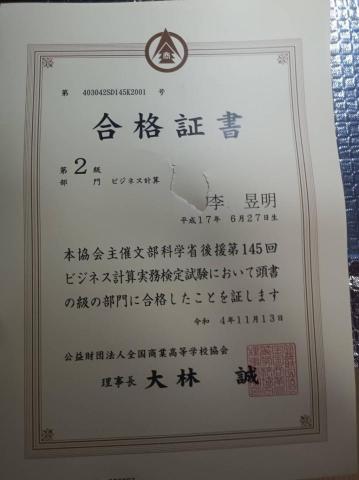 第 403042SD145K2001 号
合格証書
第2級
部門 ビジネス計算
李 昱明
平成17年 6月27日生
本協会主催文部科学省後援第145回
ビジネス計算実務検定試験において頭書
の級の部門に合格したことを証します
令和 4年11月13日
公益財団法人全国商業高等学校協会
理事長 大林 誠